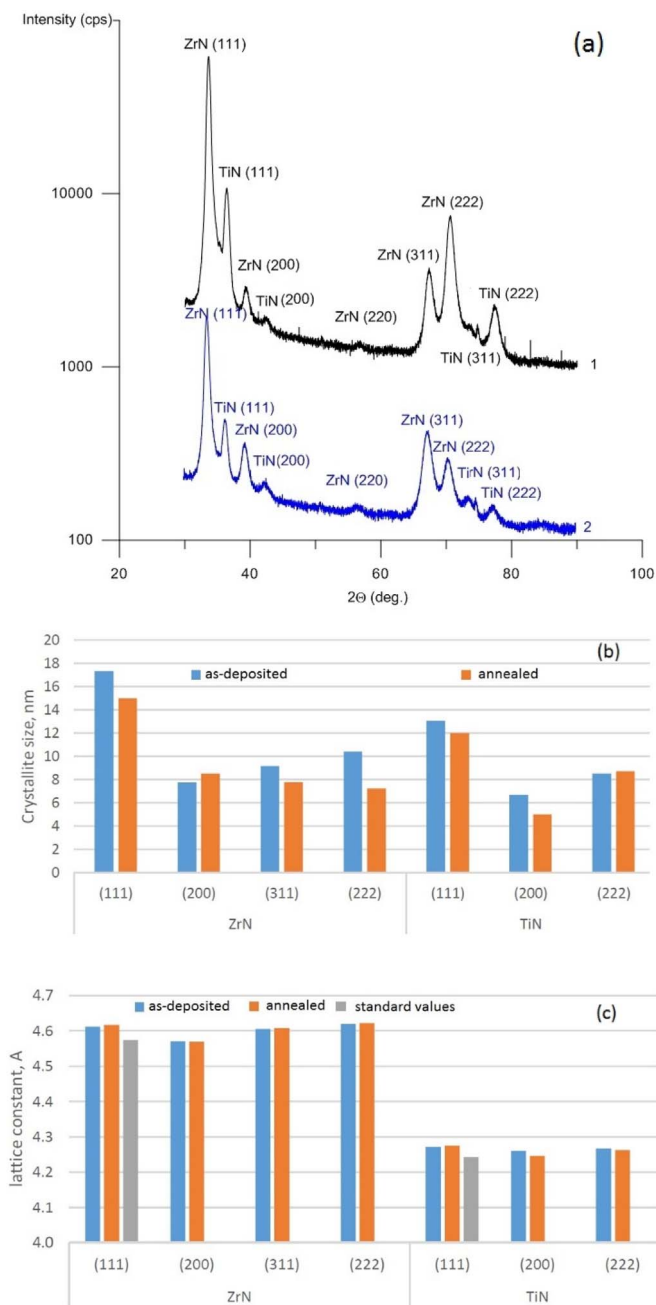 Intensity (cps)
(a)
ZrN (111)
TiN (111)
10000
ZrN (222)
ZrN (311)
ZrN (200)
TiN (200)
ZrN (220)
TiN (222)
ZrN (111)
TiN (311)
1
1000
TiN (111)
ZrN (200)
TiN(200)
ZrN (220)
ZrN (311)
ZrN (222)
TirN (311)
TiN (222)
2
100
20 40 60 80 100
2Θ (deg.)
(b)
as-deposited annealed
Crystallite size, nm
20
18
16
14
12
10
8
6
4
2
0
(111) (200) (311) (222) (111) (200) (222)
ZrN TiN
(c)
as-deposited annealed standard values
lattice constant, A
4.7
4.6
4.5
4.4
4.3
4.2
4.1
4.0
(111) (200) (311) (222) (111) (200) (222)
ZrN TiN